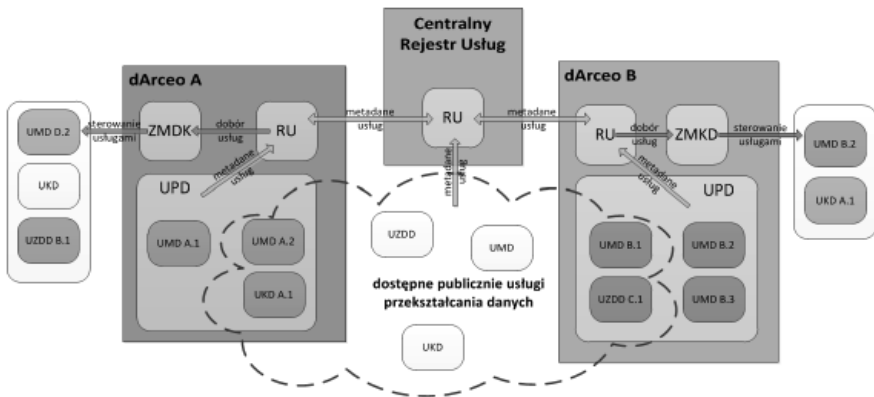 Centralny
Rejestr Usług
RU
dArceo A
ZMDK
RU
dobór
usług
sterowanie
usługami
metadane
usług
metadane
usług
UPD
UMD A.1
UMD A.2
UKD A.1
UMD D.2
UKD
UZDD B.1
metadane
usług
UZDD
UMD
dostępne publicznie usługi
przekształcania danych
UKD
dArceo B
metadane
usług
RU
dobór
usług
ZMKD
sterowanie
usługami
metadane
usług
UPD
UMD B.1
UMD B.2
UZDD C.1
UMD B.3
UMD B.2
UKD A.1